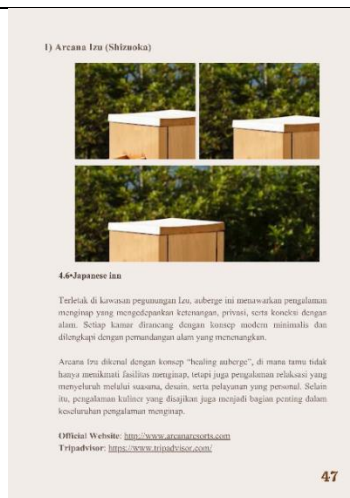 1) Arcana Izu (Shizuoka)
4.6•Japanese inn
Terletak di kawasan pegunungan Izu, auberge ini menawarkan pengalaman
menginap yang mengedepankan ketenangan, privasi, serta koneksi dengan
alam. Setiap kamar dirancang dengan konsep modern minimalis dan
dilengkapi dengan pemandangan alam yang menenangkan.
Arcana Izu dikenal dengan konsep “healing auberge”, di mana tamu tidak
hanya menikmati fasilitas menginap, tetapi juga pengalaman relaksasi yang
menyeluruh melalui suasana, desain, serta pelayanan yang personal. Selain
itu, pengalaman kuliner yang disajikan juga menjadi bagian penting dalam
keseluruhan pengalaman menginap.
Official Website: http://www.arcanaresorts.com
Tripadvisor: https://www.tripadvisor.com/
47